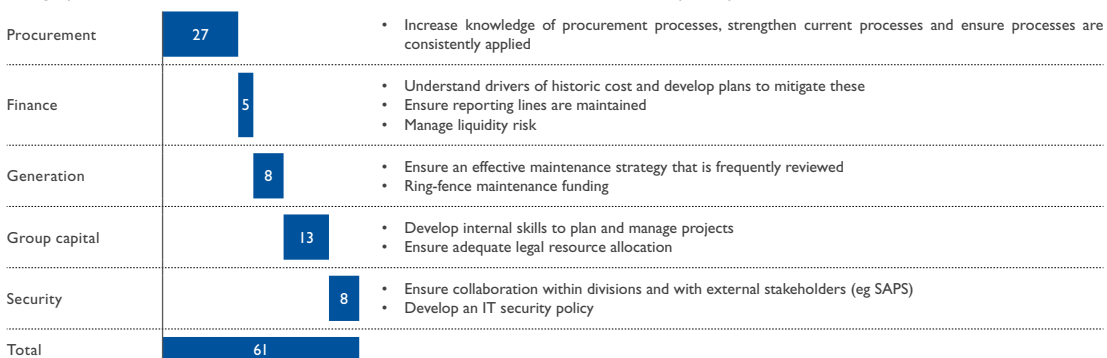 Procurement
27
• Increase knowledge of procurement processes, strengthen current processes and ensure processes are
consistently applied
Finance
5
• Understand drivers of historic cost and develop plans to mitigate these
• Ensure reporting lines are maintained
• Manage liquidity risk
Generation
8
• Ensure an effective maintenance strategy that is frequently reviewed
• Ring-fence maintenance funding
Group capital
13
• Develop internal skills to plan and manage projects
• Ensure adequate legal resource allocation
Security
8
• Ensure collaboration within divisions and with external stakeholders (eg SAPS)
• Develop an IT security policy
Total
61